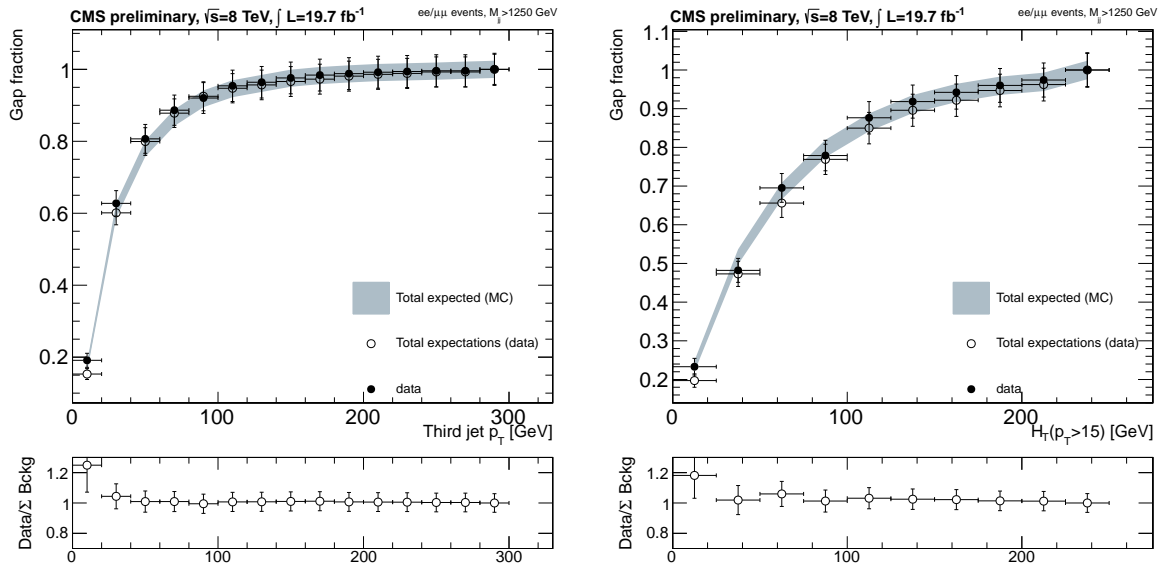 CMS preliminary, √s=8 TeV, ∫ L=19.7 fb⁻¹
ee/μμ events, M_jj>1250 GeV
Gap fraction
1
0.8
0.6
0.4
0.2
Total expected (MC)
Total expectations (data)
data
0 100 200 300
Third jet p_T [GeV]
Data/Σ Bckg
1.2
1
0.8
0 100 200 300
CMS preliminary, √s=8 TeV, ∫ L=19.7 fb⁻¹
ee/μμ events, M_jj>1250 GeV
Gap fraction
1.1
1
0.9
0.8
0.7
0.6
0.5
0.4
0.3
0.2
Total expected (MC)
Total expectations (data)
data
0 100 200
H_T(p_T>15) [GeV]
Data/Σ Bckg
1.2
1
0.8
0 100 200